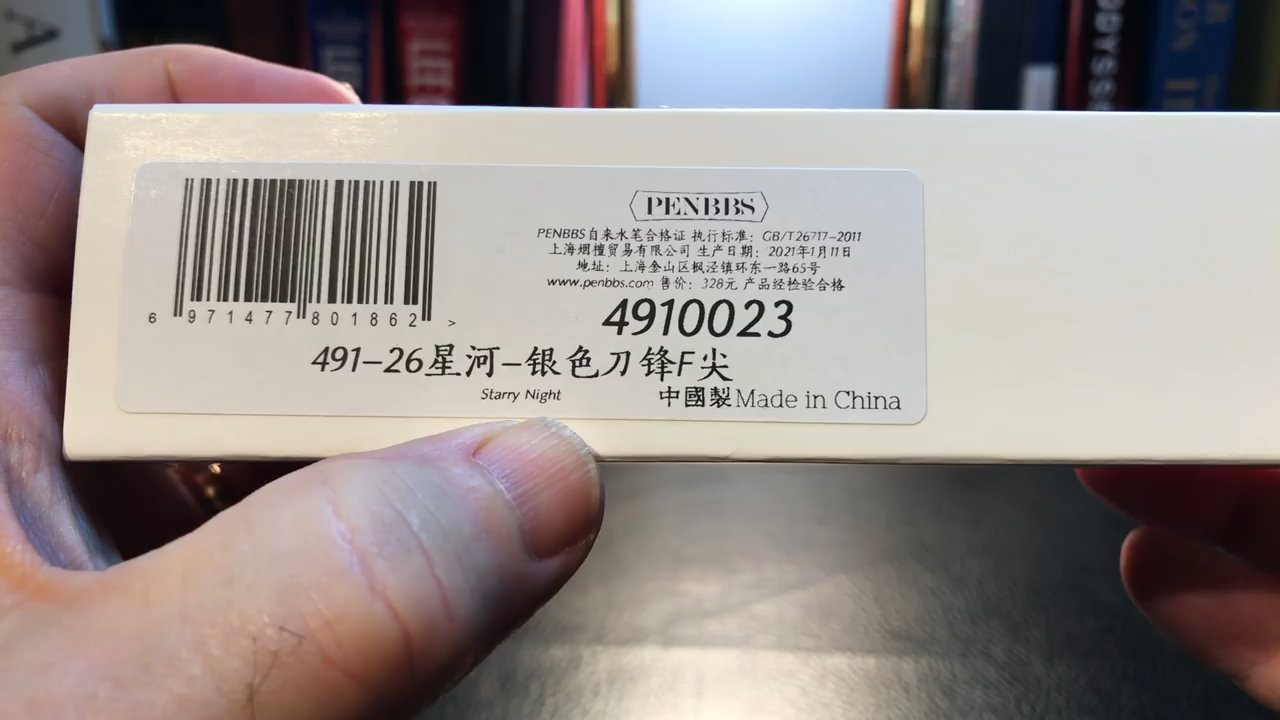 PENBBS
PENBBS自来水笔合格证 执行标准：GB/T26717-2011
上海烟檀贸易有限公司 生产日期：2021年1月11日
地址：上海金山区枫泾镇环东一路65号
www.penbbs.com 售价：328元 产品经检验合格
4910023
6 971477 801862 >
491-26星河-银色刀锋F尖
Starry Night
中國製Made in China